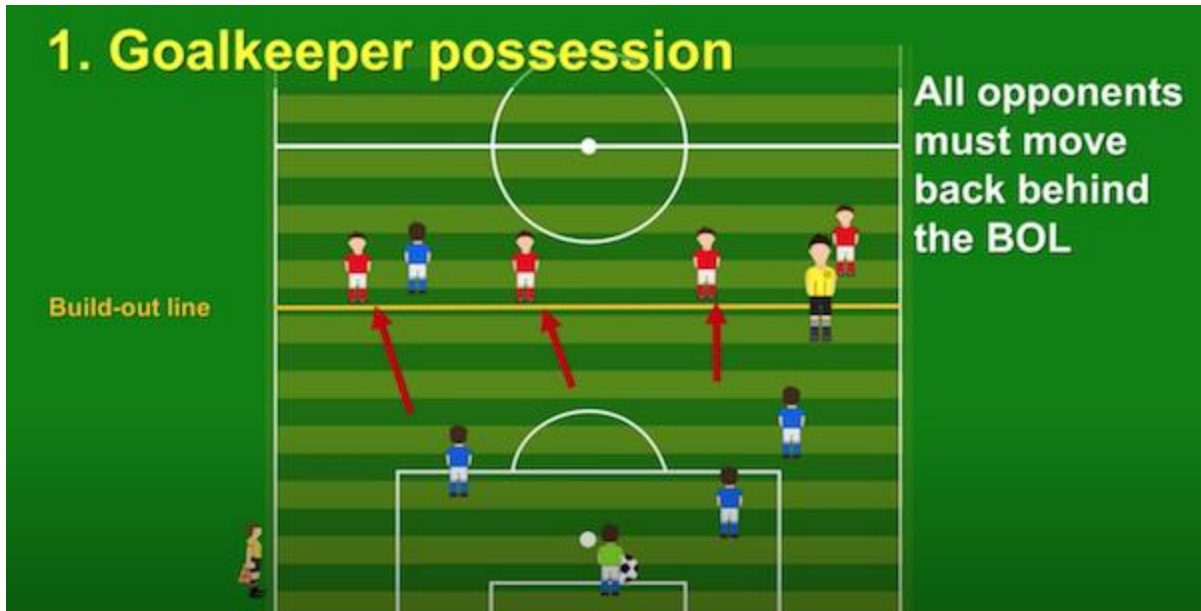 1. Goalkeeper possession
All opponents
must move
back behind
the BOL
Build-out line